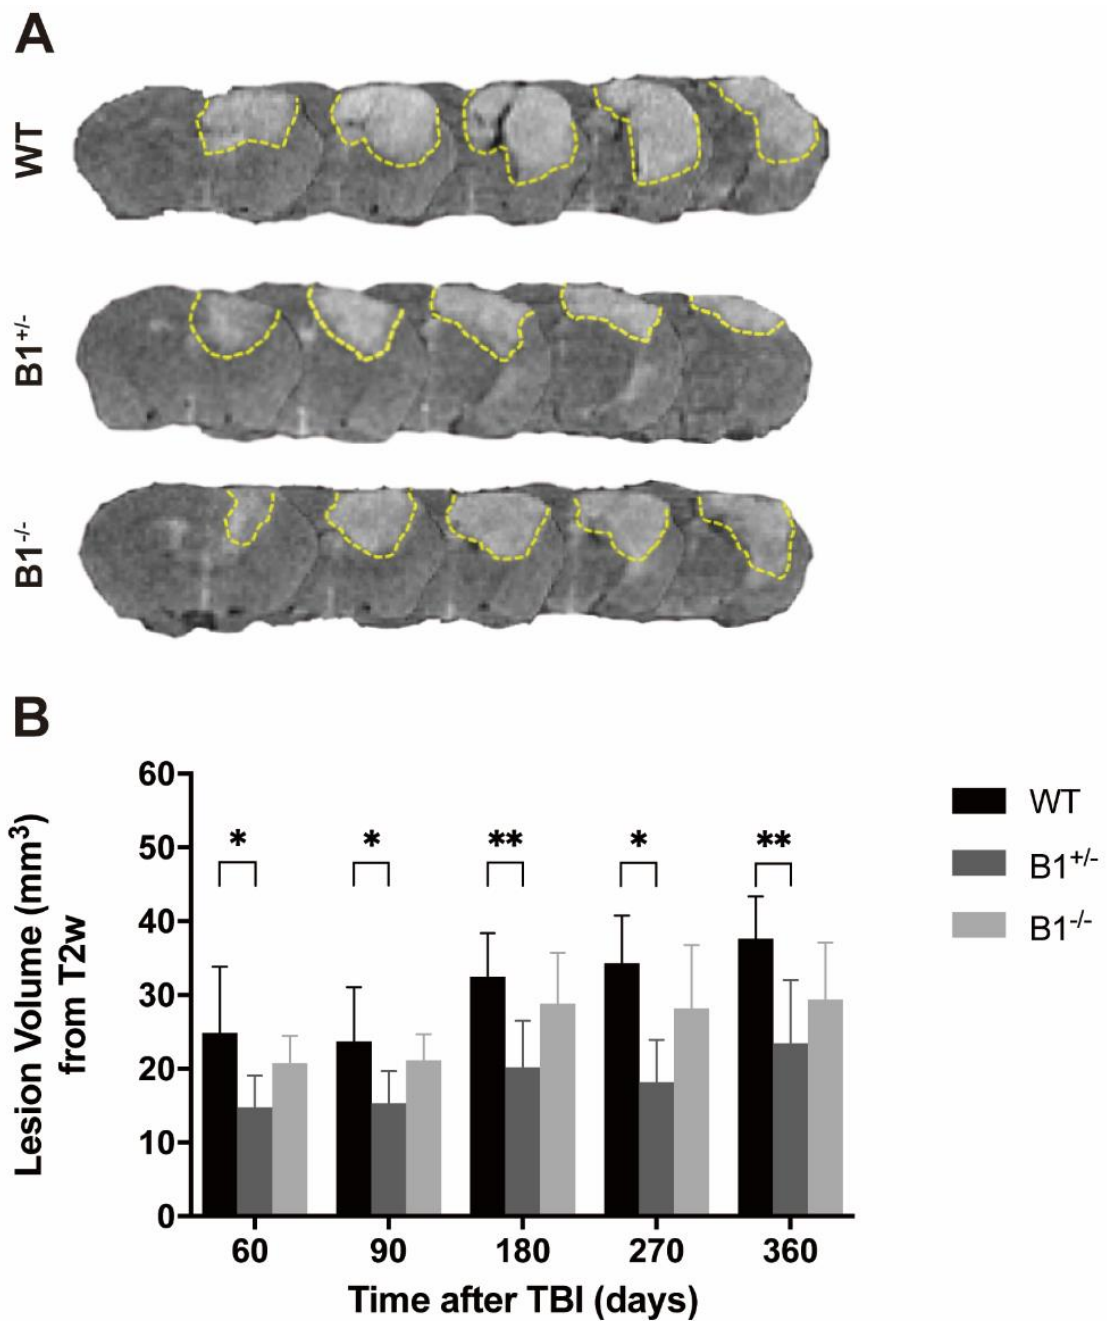 A
WT
B1+/-
B1-/-
B
Lesion Volume (mm3)
from T2w
60
50
40
30
20
10
0
* * ** * **
WT
B1+/-
B1-/-
60 90 180 270 360
Time after TBI (days)